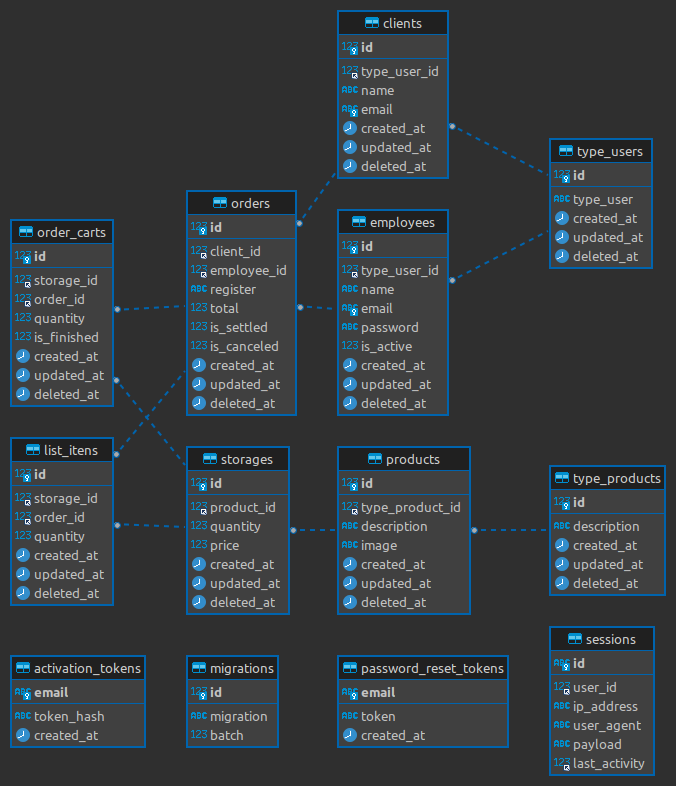 clients
123 id
123 type_user_id
ABC name
ABC email
created_at
updated_at
deleted_at
type_users
123 id
ABC type_user
created_at
updated_at
deleted_at
orders
123 id
123 client_id
123 employee_id
ABC register
123 total
123 is_settled
123 is_canceled
created_at
updated_at
deleted_at
employees
123 id
123 type_user_id
ABC name
ABC email
ABC password
123 is_active
created_at
updated_at
deleted_at
order_carts
123 id
123 storage_id
123 order_id
123 quantity
123 is_finished
created_at
updated_at
deleted_at
list_itens
123 id
123 storage_id
123 order_id
123 quantity
created_at
updated_at
deleted_at
storages
123 id
123 product_id
123 quantity
123 price
created_at
updated_at
deleted_at
products
123 id
123 type_product_id
ABC description
ABC image
created_at
updated_at
deleted_at
type_products
123 id
ABC description
created_at
updated_at
deleted_at
activation_tokens
ABC email
ABC token_hash
created_at
migrations
123 id
ABC migration
123 batch
password_reset_tokens
ABC email
ABC token
created_at
sessions
ABC id
123 user_id
ABC ip_address
ABC user_agent
ABC payload
123 last_activity